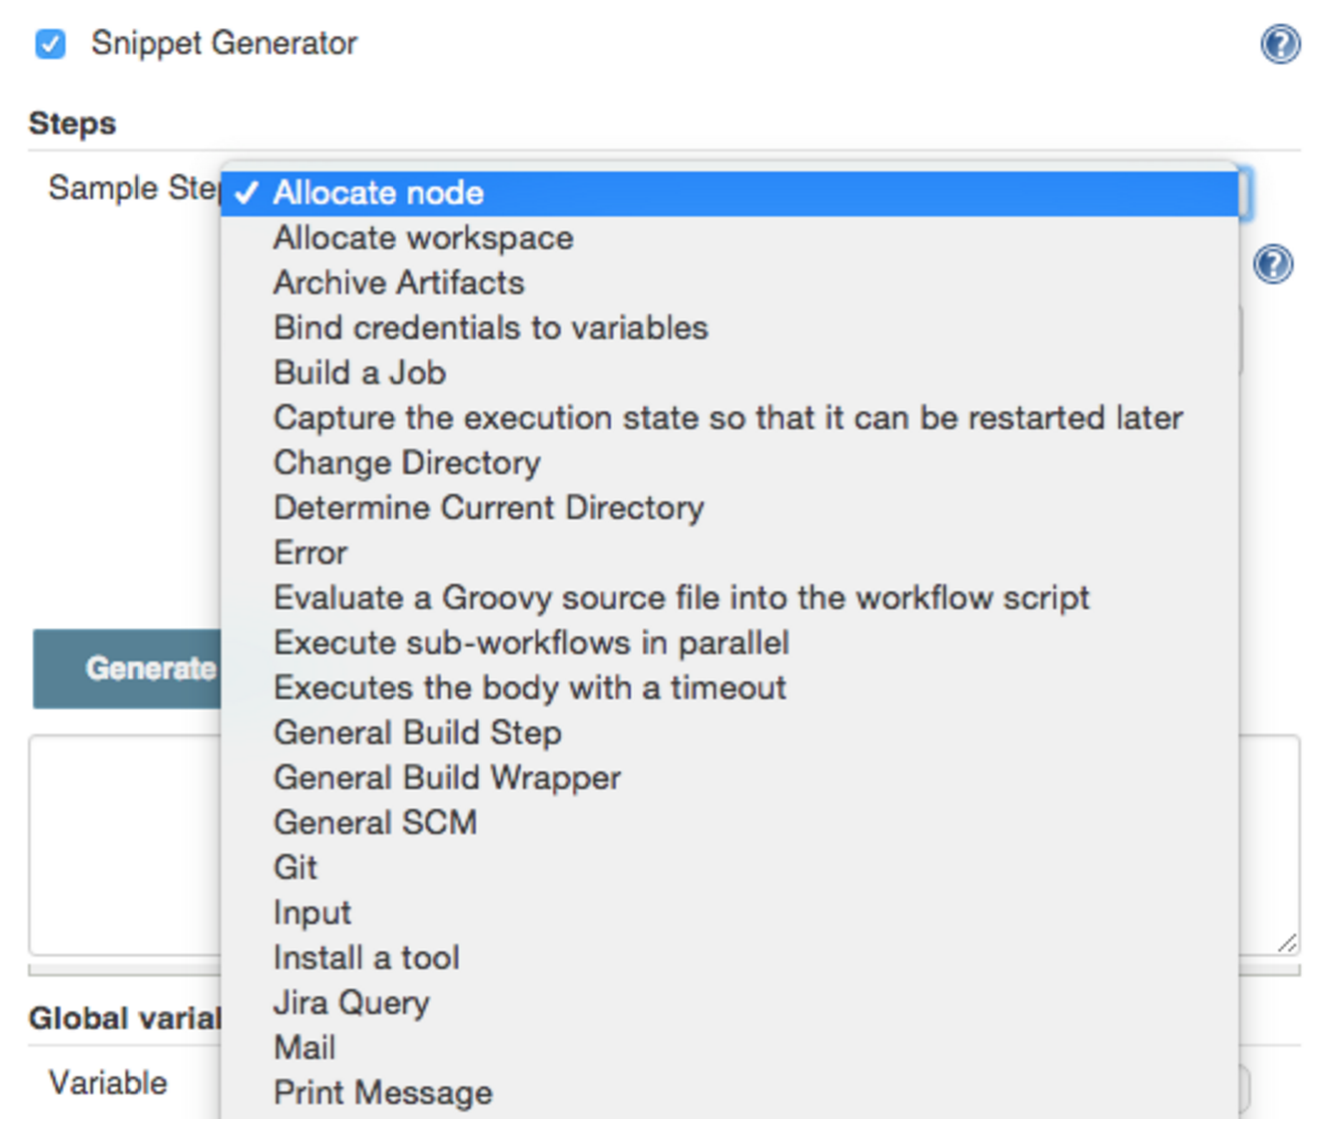 Snippet Generator
Steps
Sample Step
Allocate node
Allocate workspace
Archive Artifacts
Bind credentials to variables
Build a Job
Capture the execution state so that it can be restarted later
Change Directory
Determine Current Directory
Error
Evaluate a Groovy source file into the workflow script
Execute sub-workflows in parallel
Executes the body with a timeout
Generate
General Build Step
General Build Wrapper
General SCM
Git
Input
Install a tool
Jira Query
Global varial
Mail
Variable
Print Message